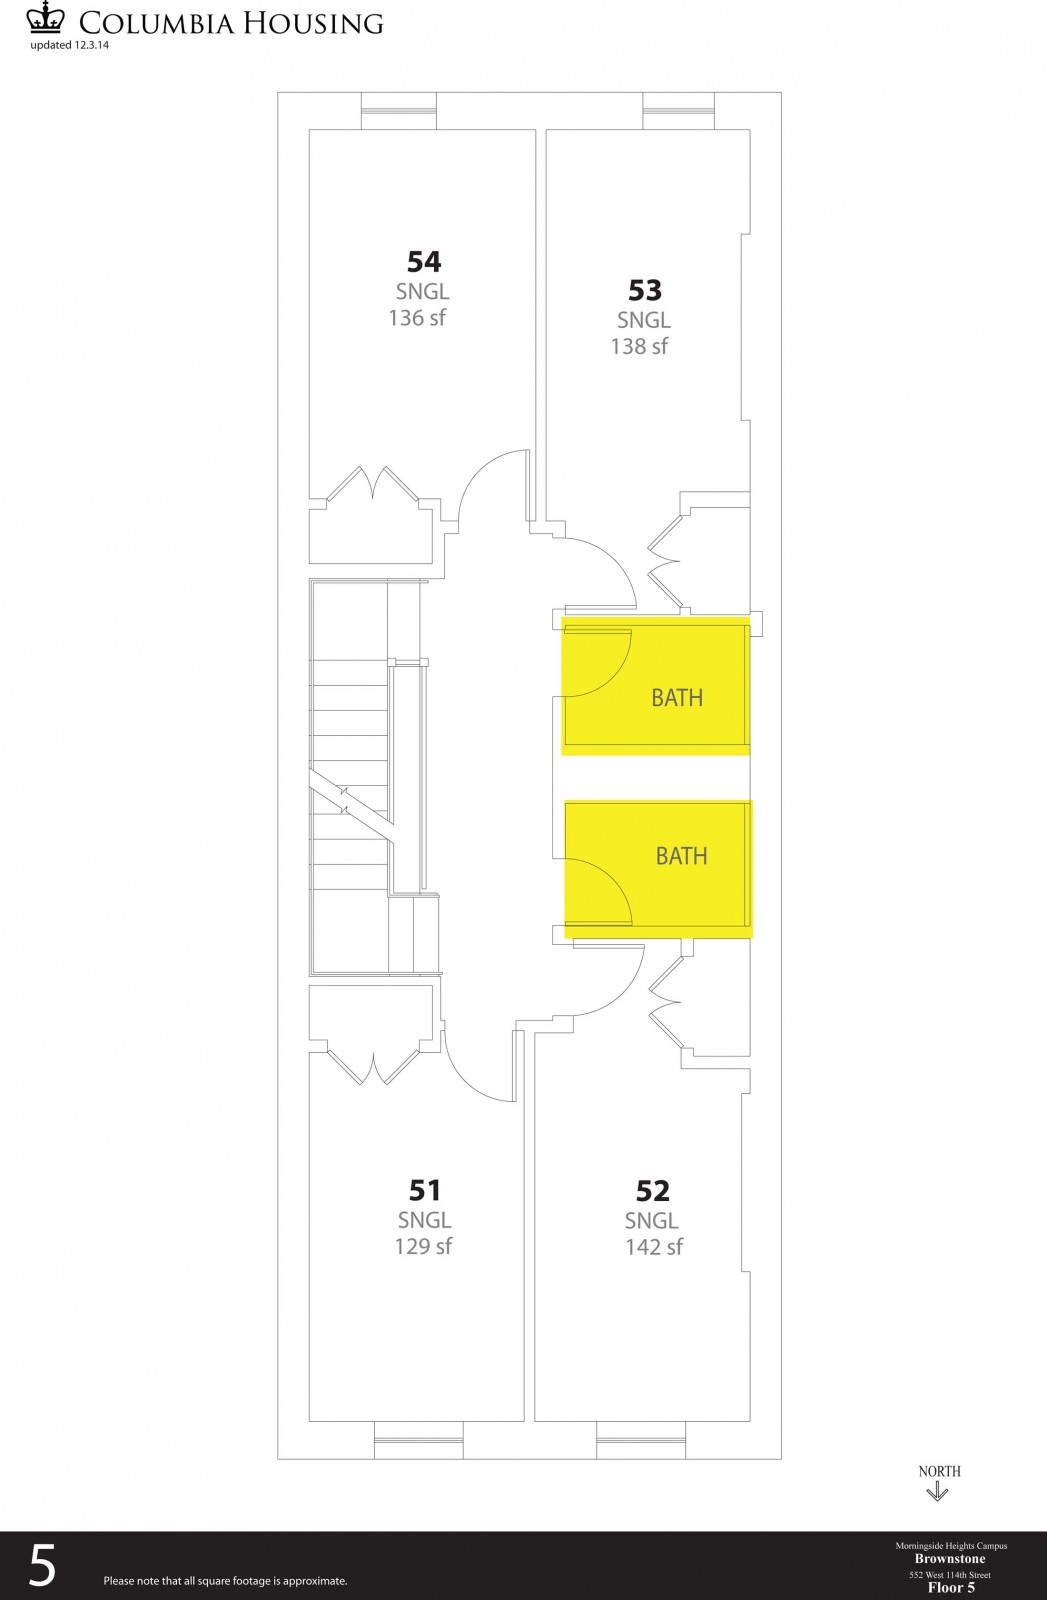 COLUMBIA HOUSING
updated 12.3.14
54
SNGL
136 sf
53
SNGL
138 sf
BATH
BATH
51
SNGL
129 sf
52
SNGL
142 sf
NORTH
5
Please note that all square footage is approximate.
Morningside Heights Campus
Brownstone
552 West 114th Street
Floor 5